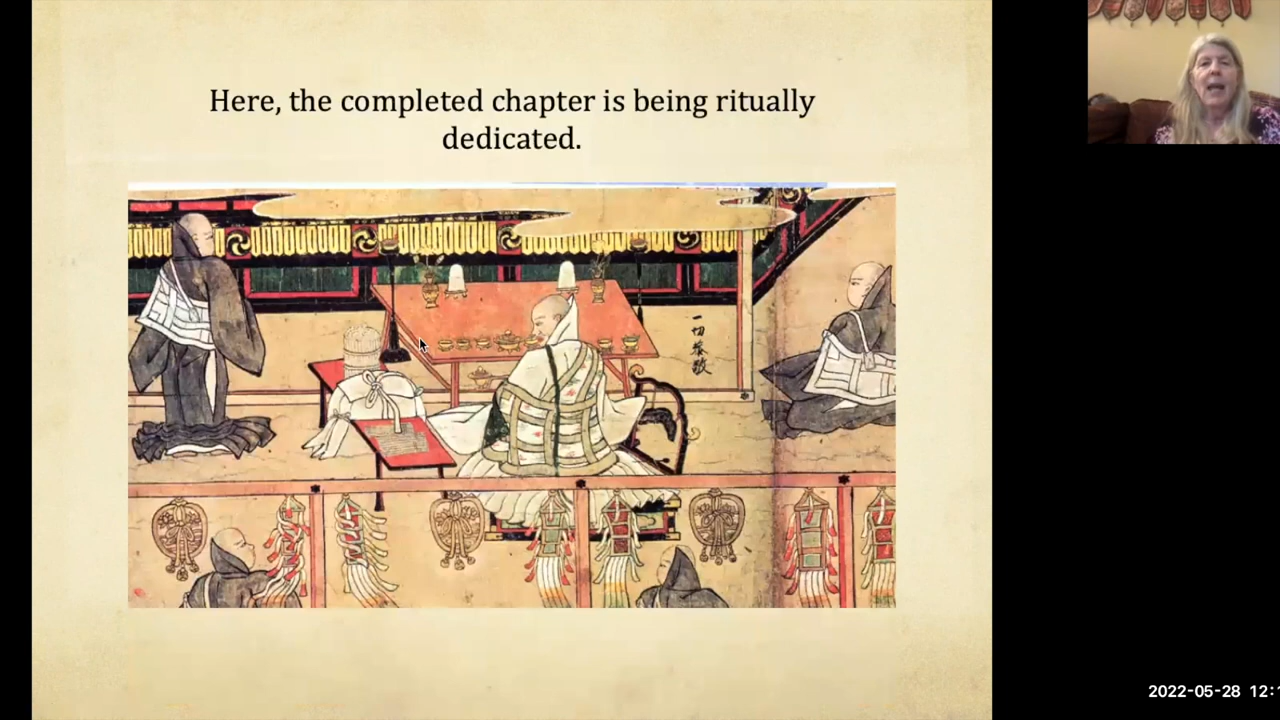 Here, the completed chapter is being ritually
dedicated.
一切恭敬
2022-05-28 12:1